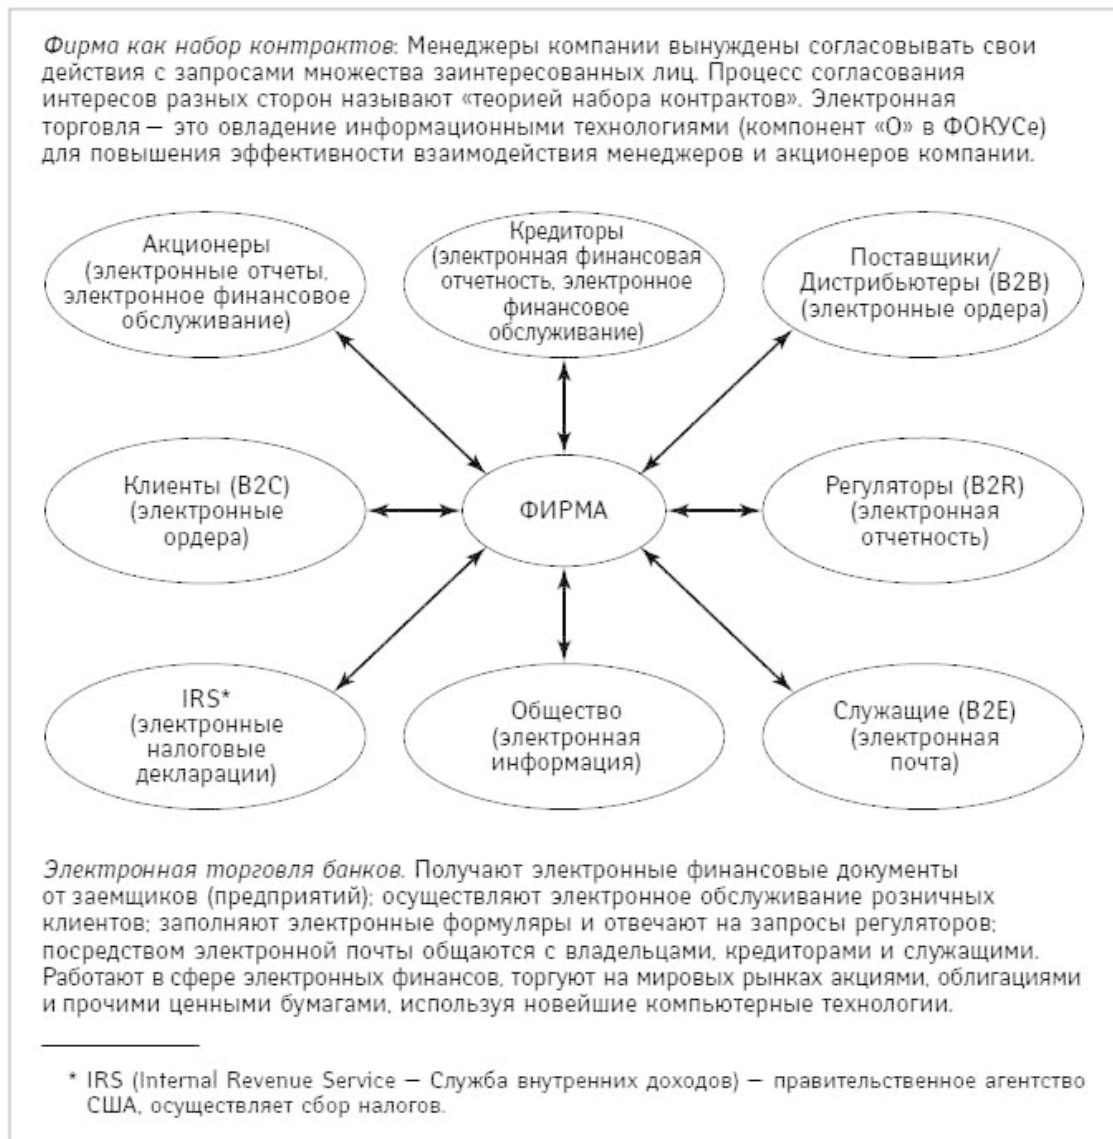 Фирма как набор контрактов: Менеджеры компании вынуждены согласовывать свои
действия с запросами множества заинтересованных лиц. Процесс согласования
интересов разных сторон называют «теорией набора контрактов». Электронная
торговля — это овладение информационными технологиями (компонент «О» в ФОКУСе)
для повышения эффективности взаимодействия менеджеров и акционеров компании.
Акционеры
(электронные отчеты,
электронное финансовое
обслуживание)
Кредиторы
(электронная финансовая
отчетность, электронное
финансовое
обслуживание)
Поставщики/
Дистрибьютеры (B2B)
(электронные ордера)
Клиенты (B2C)
(электронные
ордера)
ФИРМА
Регуляторы (B2R)
(электронная
отчетность)
IRS*
(электронные
налоговые
декларации)
Общество
(электронная
информация)
Служащие (B2E)
(электронная
почта)
Электронная торговля банков. Получают электронные финансовые документы
от заемщиков (предприятий); осуществляют электронное обслуживание розничных
клиентов; заполняют электронные формуляры и отвечают на запросы регуляторов;
посредством электронной почты общаются с владельцами, кредиторами и служащими.
Работают в сфере электронных финансов, торгуют на мировых рынках акциями, облигациями
и прочими ценными бумагами, используя новейшие компьютерные технологии.
* IRS (Internal Revenue Service — Служба внутренних доходов) — правительственное агентство
США, осуществляет сбор налогов.